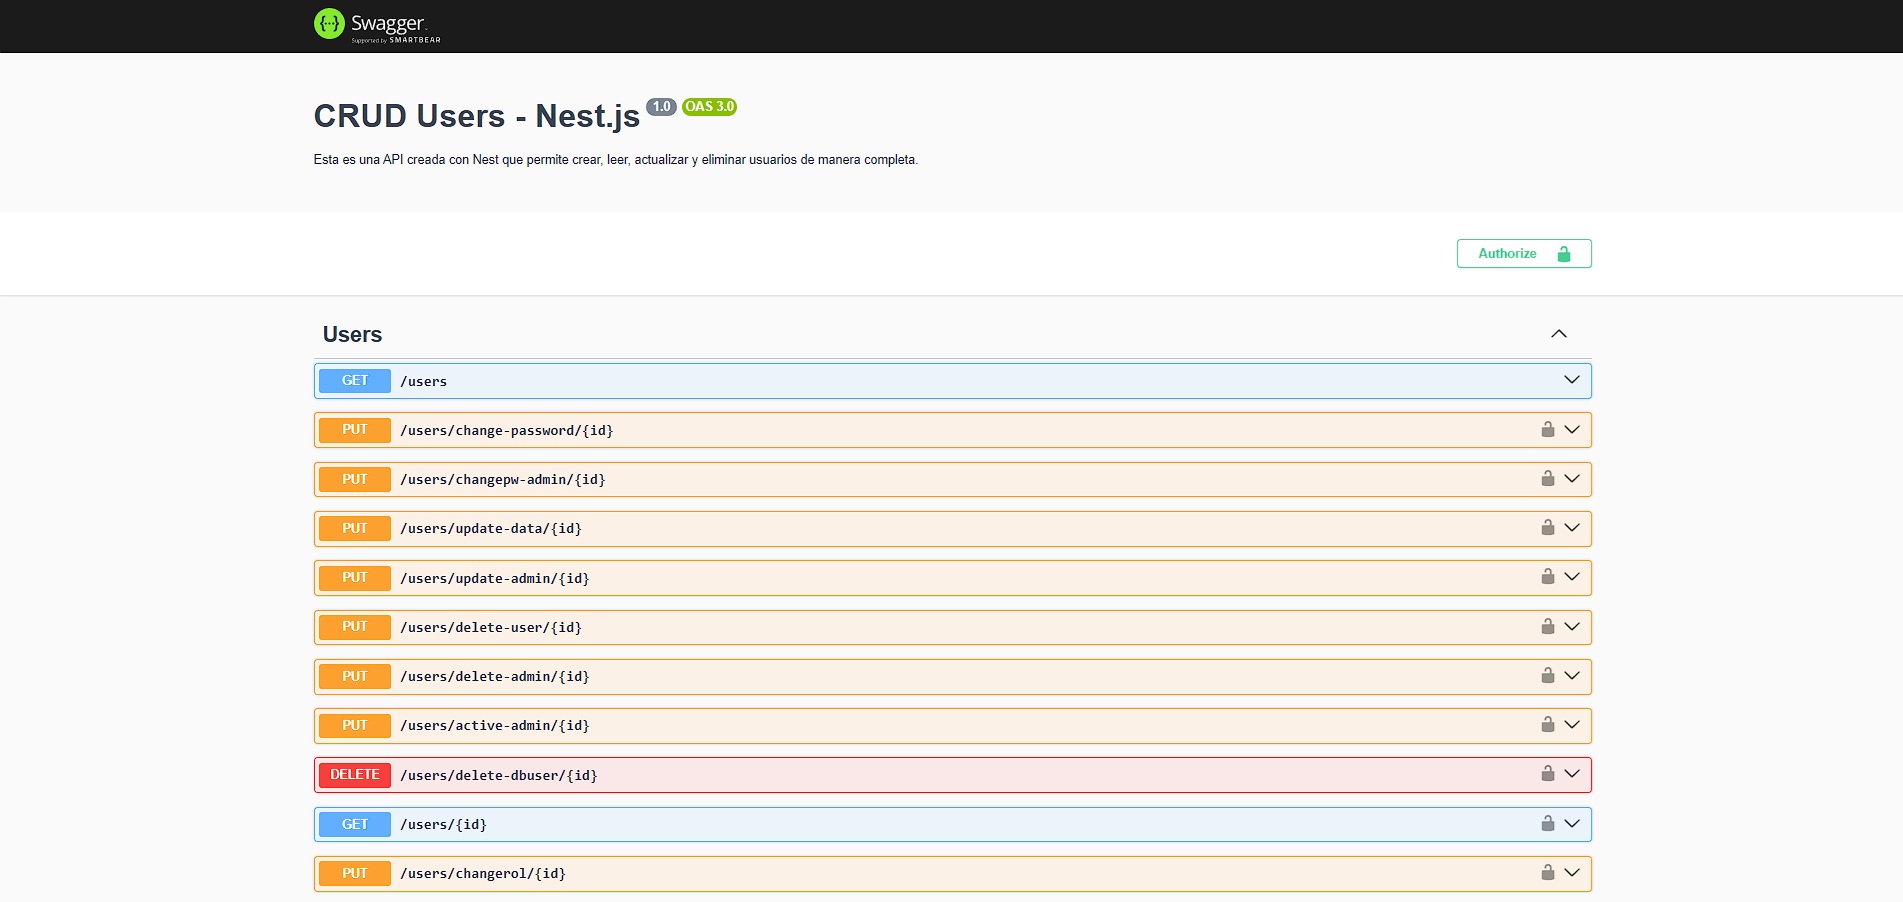 {···} Swagger.
Supported by SMARTBEAR
CRUD Users - Nest.js 1.0 OAS 3.0
Esta es una API creada con Nest que permite crear, leer, actualizar y eliminar usuarios de manera completa.
Authorize
Users
GET /users
PUT /users/change-password/{id}
PUT /users/changepw-admin/{id}
PUT /users/update-data/{id}
PUT /users/update-admin/{id}
PUT /users/delete-user/{id}
PUT /users/delete-admin/{id}
PUT /users/active-admin/{id}
DELETE /users/delete-dbuser/{id}
GET /users/{id}
PUT /users/changerol/{id}